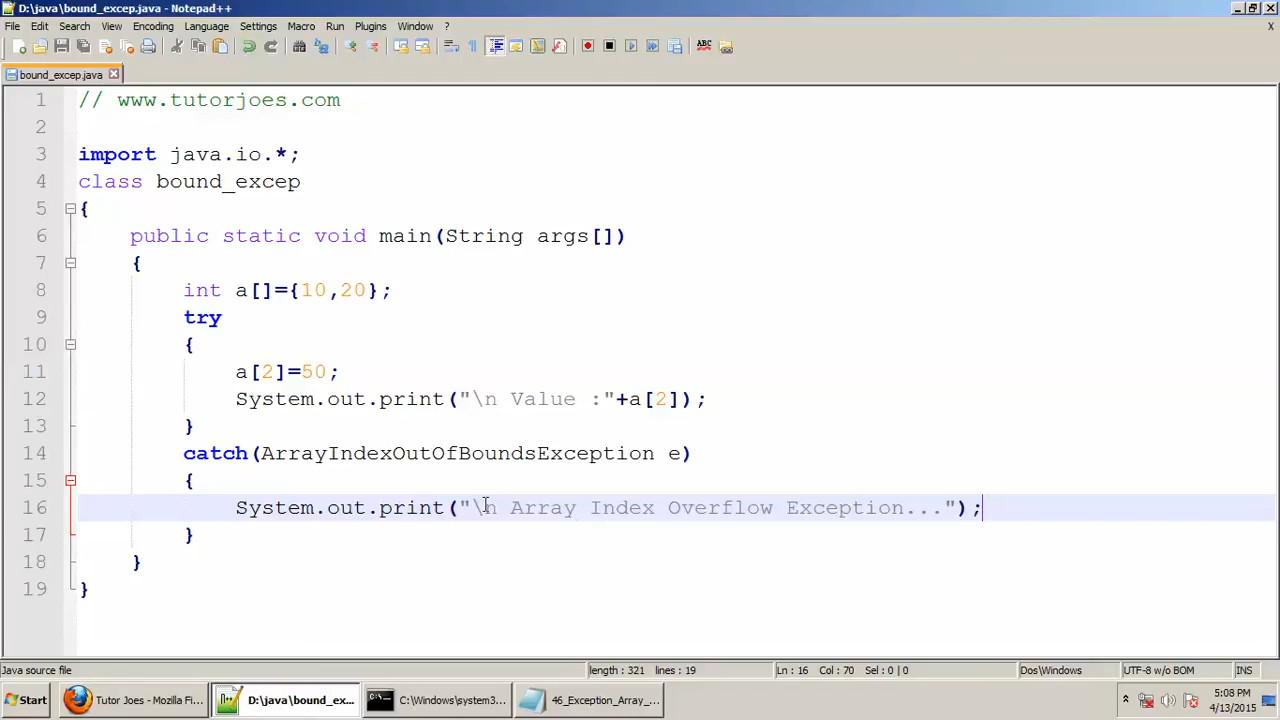 D:\java\bound_excep.java - Notepad++
File Edit Search View Encoding Language Settings Macro Run Plugins Window ?
X
bound_excep.java
1 // www.tutorjoes.com
2
3 import java.io.*;
4 class bound_excep
5 {
6 public static void main(String args[])
7 {
8 int a[]={10,20};
9 try
10 {
11 a[2]=50;
12 System.out.print("\n Value :"+a[2]);
13 }
14 catch(ArrayIndexOutOfBoundsException e)
15 {
16 System.out.print("\n Array Index Overflow Exception...");
17 }
18 }
19 }
Java source file length : 321 lines : 19 Ln : 16 Col : 70 Sel : 0 | 0 Dos\Windows UTF-8 w/o BOM INS
Start Tutor Joes - Mozilla Fi... D:\java\bound_ex... C:\Windows\system3... 46_Exception_Array_... 5:08 PM
4/13/2015